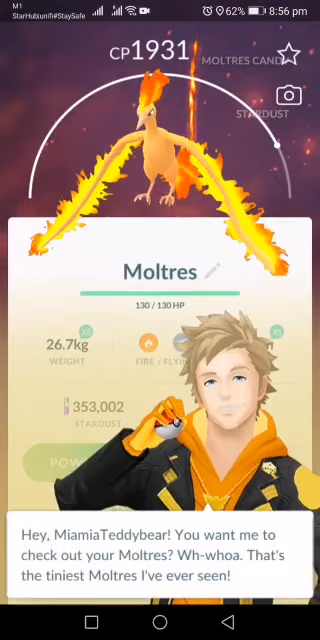 M1
StarHub|unifi#StaySafe
62% 8:56 pm
CP1931
MOLTRES CAND
STARDUST
Moltres
130 / 130 HP
XS
26.7kg
WEIGHT
FIRE / FLYI
353,002
STARDUST
POW
Hey, MiamiaTeddybear! You want me to
check out your Moltres? Wh-whoa. That's
the tiniest Moltres I've ever seen!